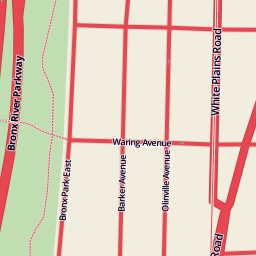 Bronx River Parkway
White Plains Road
Waring Avenue
Bronx Park East
Barker Avenue
Olinville Avenue
Road